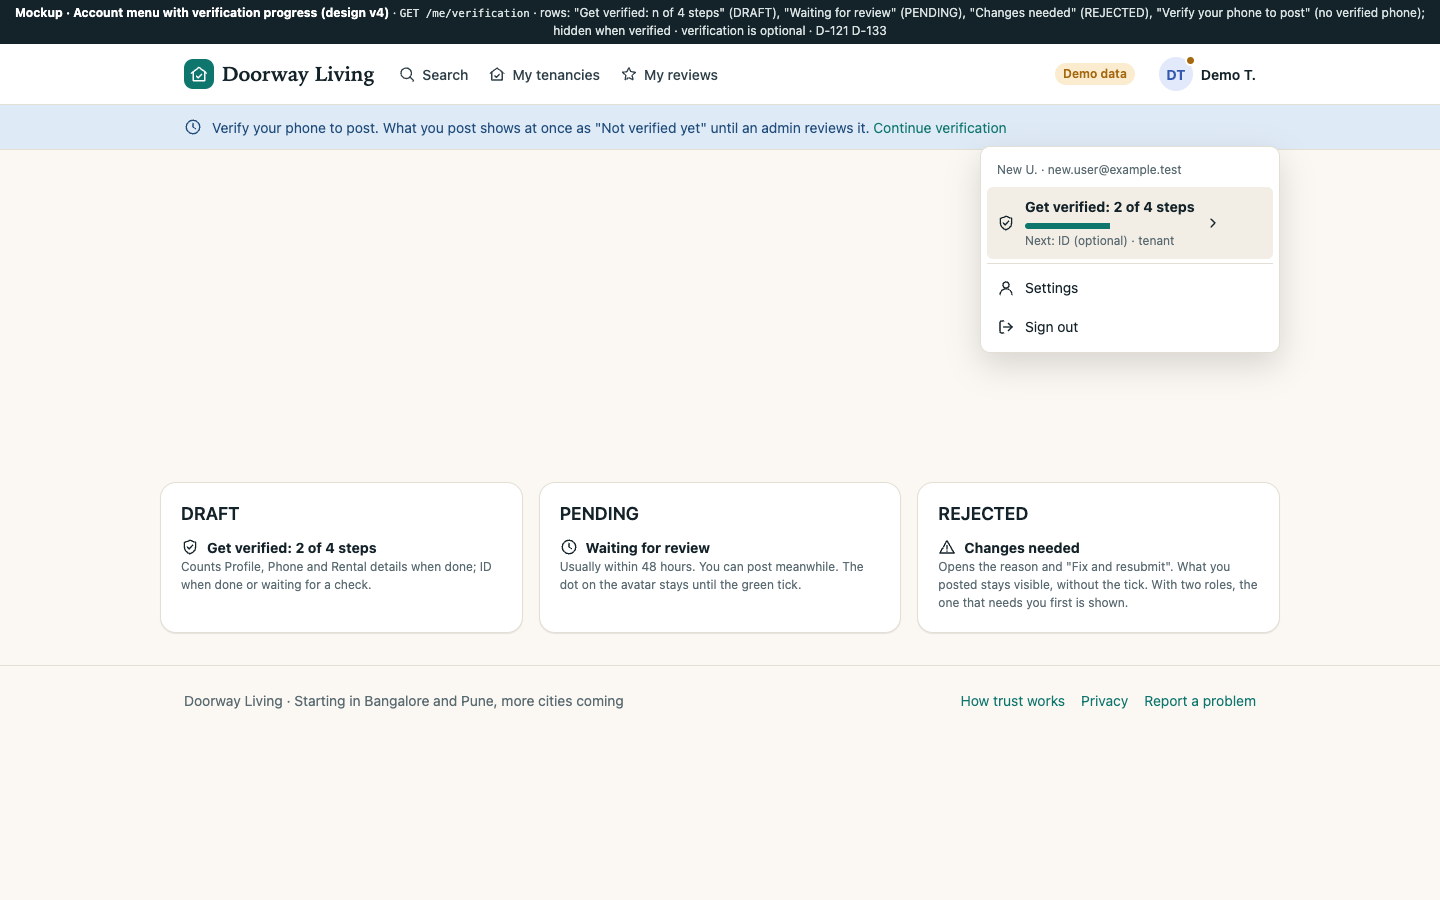 Mockup · Account menu with verification progress (design v4) · GET /me/verification · rows: "Get verified: n of 4 steps" (DRAFT), "Waiting for review" (PENDING), "Changes needed" (REJECTED), "Verify your phone to post" (no verified phone);
hidden when verified · verification is optional · D-121 D-133
Doorway Living
Search
My tenancies
My reviews
Demo data
DT
Demo T.
Verify your phone to post. What you post shows at once as "Not verified yet" until an admin reviews it. Continue verification
New U. · new.user@example.test
Get verified: 2 of 4 steps
Next: ID (optional) · tenant
Settings
Sign out
DRAFT
Get verified: 2 of 4 steps
Counts Profile, Phone and Rental details when done; ID
when done or waiting for a check.
PENDING
Waiting for review
Usually within 48 hours. You can post meanwhile. The
dot on the avatar stays until the green tick.
REJECTED
Changes needed
Opens the reason and "Fix and resubmit". What you
posted stays visible, without the tick. With two roles, the
one that needs you first is shown.
Doorway Living · Starting in Bangalore and Pune, more cities coming
How trust works
Privacy
Report a problem